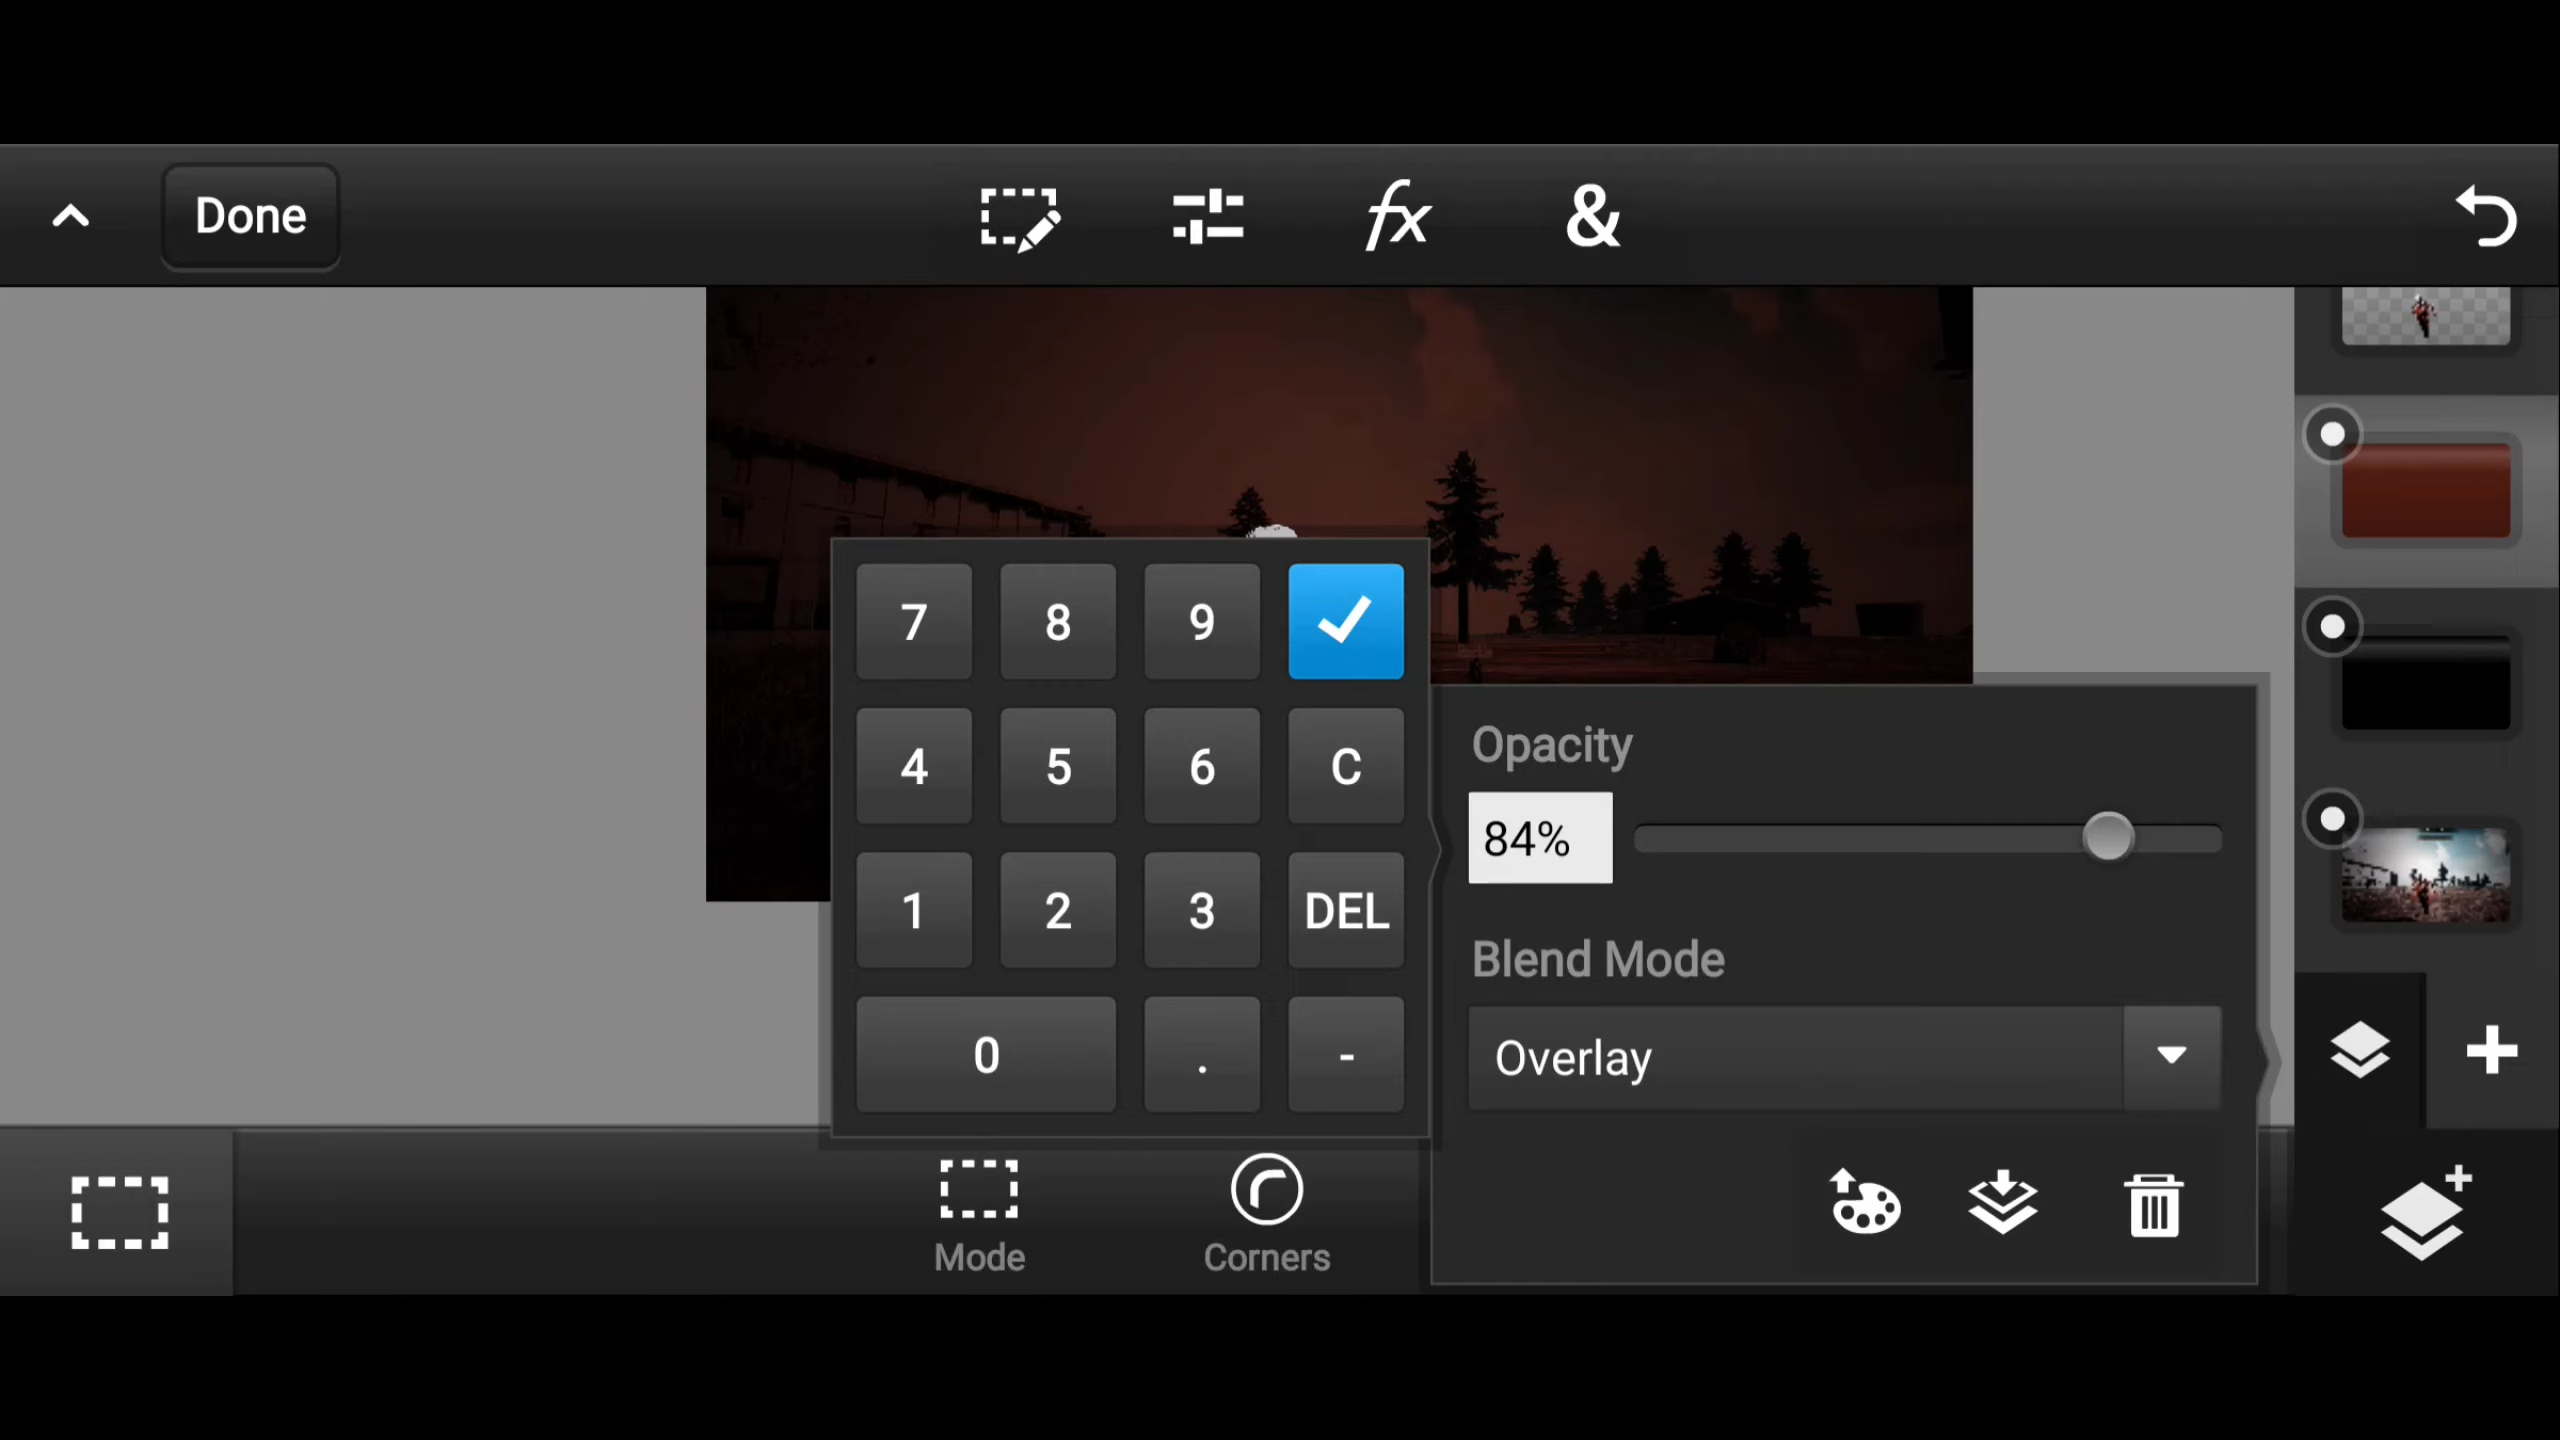 Done
fx
&
7 8 9
4 5 6 C
1 2 3 DEL
0 . -
Opacity
84%
Blend Mode
Overlay
Mode
Corners